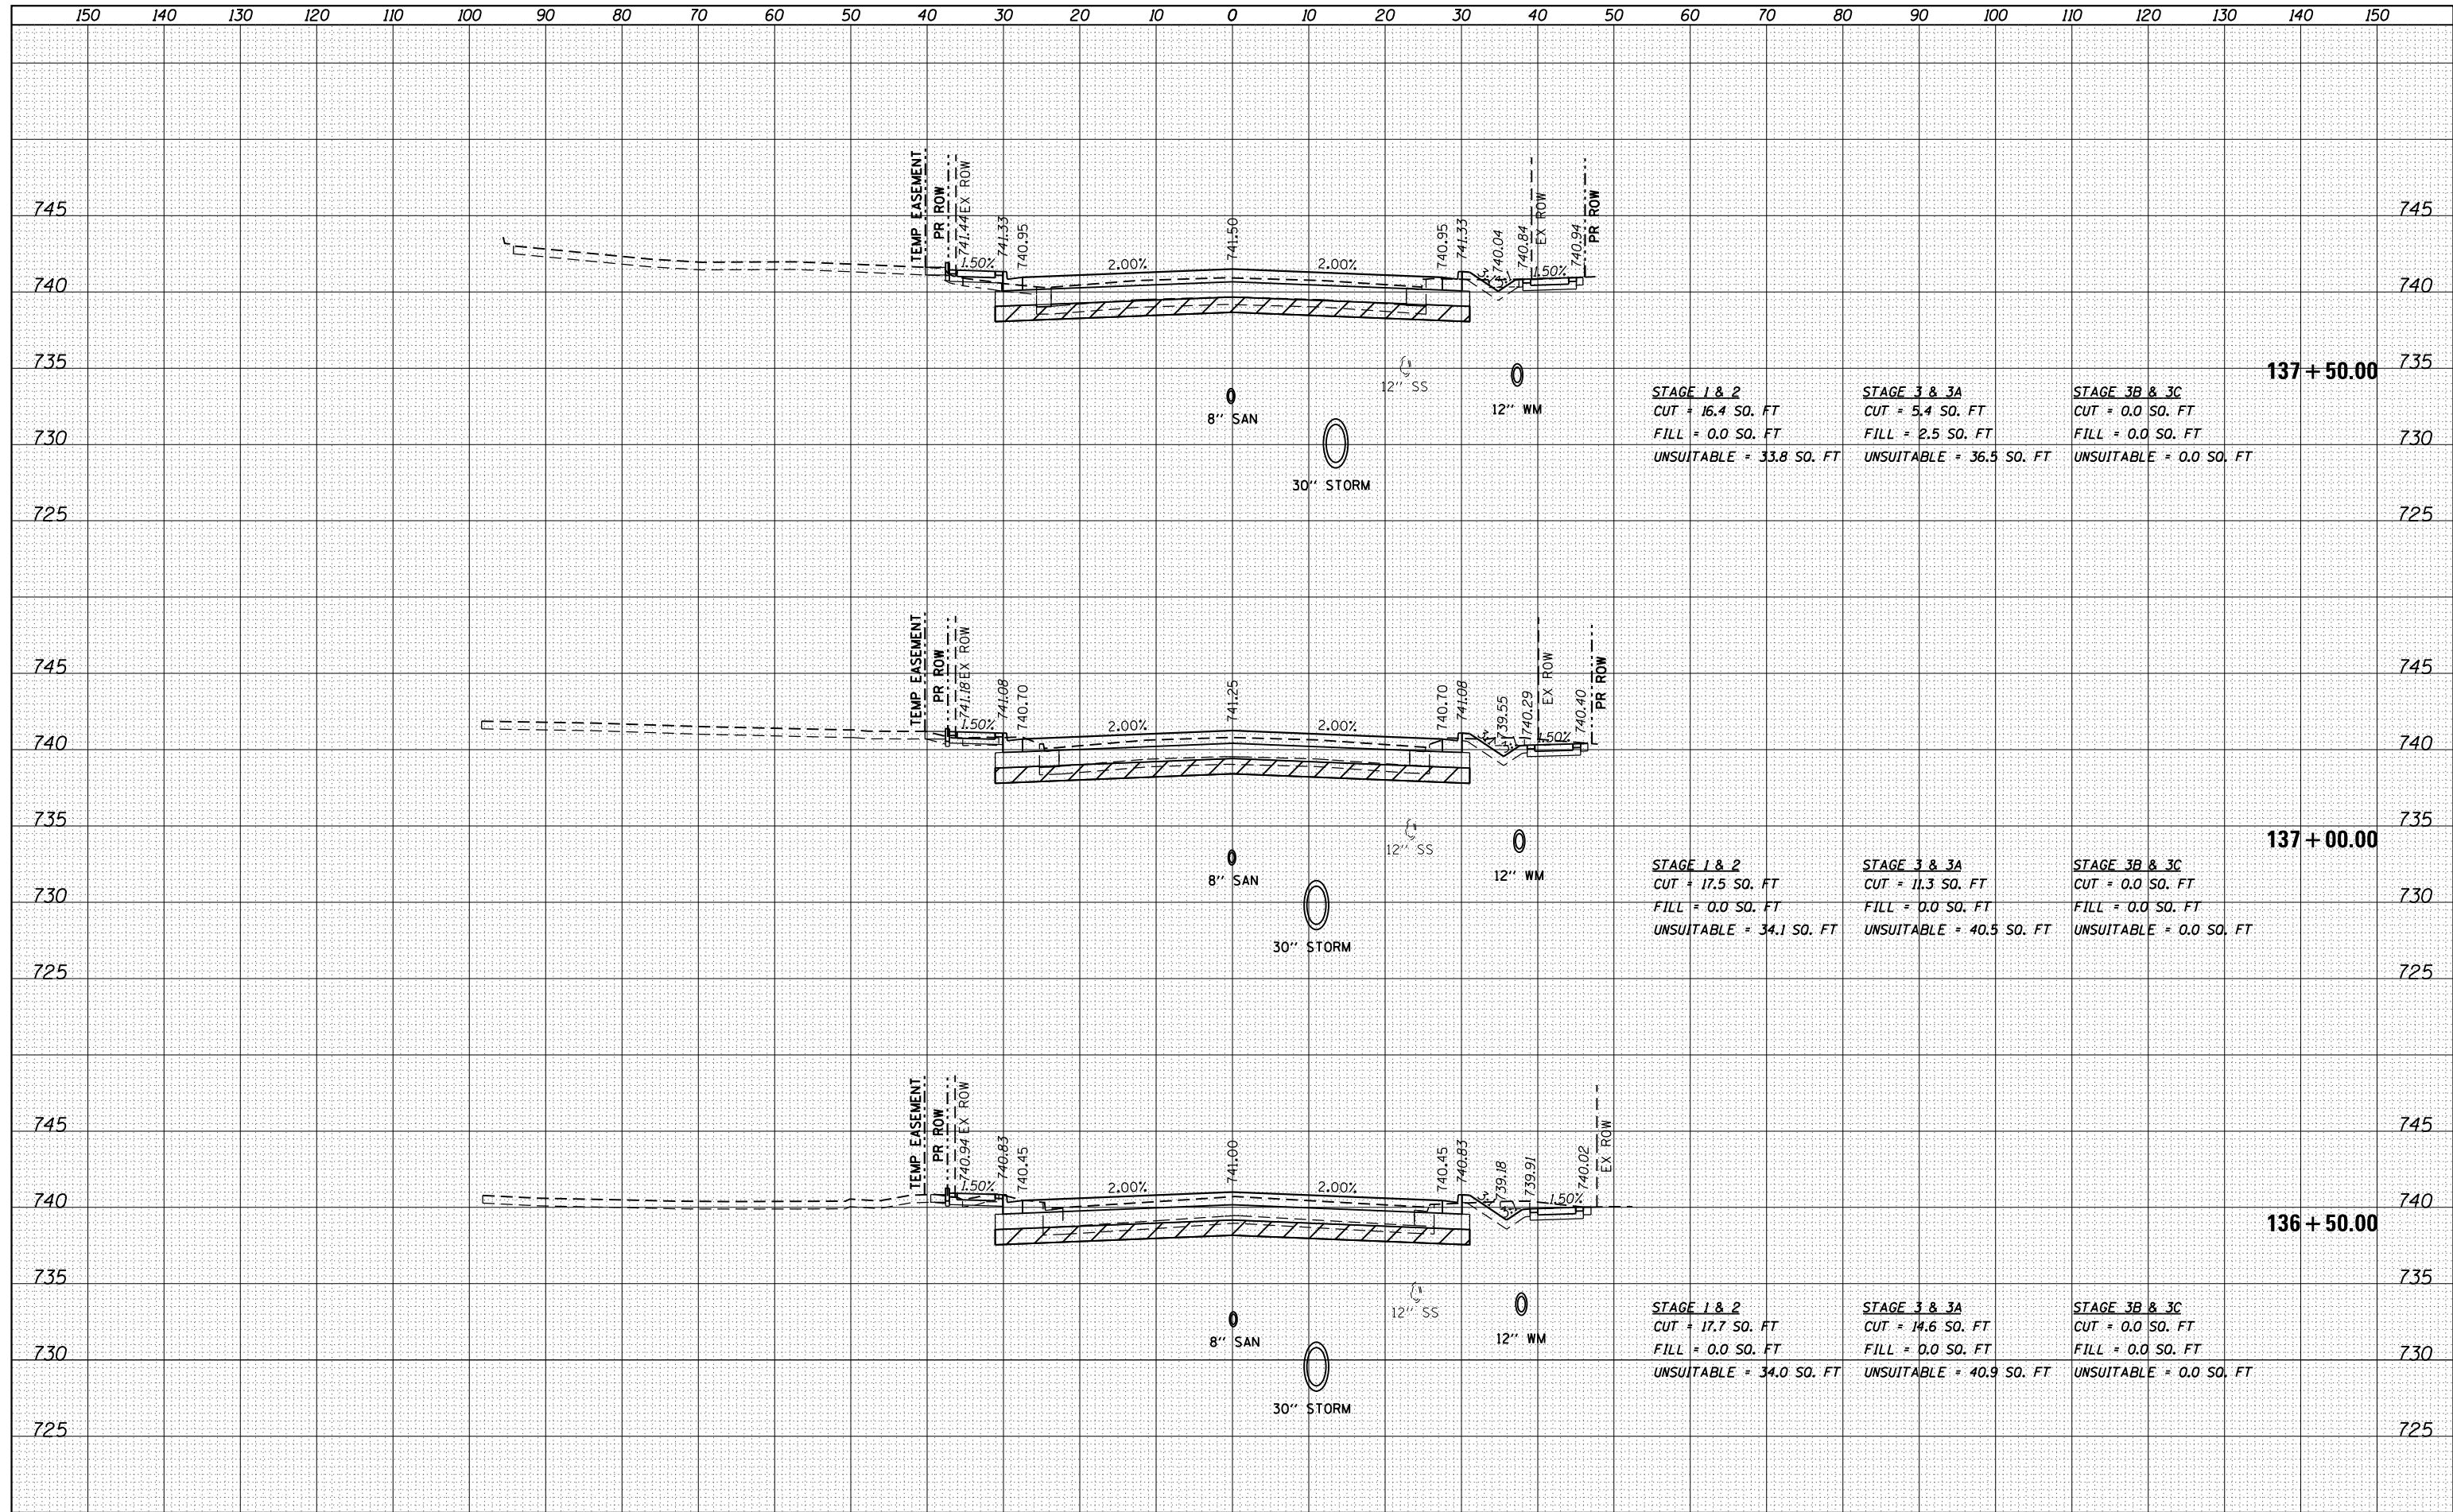 150 140 130 120 110 100 90 80 70 60 50 40 30 20 10 0 10 20 30 40 50 60 70 80 90 100 110 120 130 140 150
TEMP EASEMENT
PR ROW
741.44 EX ROW
741.33
740.95
741.50
740.95
741.33
740.04
740.84
EX ROW
740.94
PR ROW
745 745
1.50% 2.00% 2.00% 1.50%
740 740
735 735
137+50.00
12" SS
8" SAN
12" WM
30" STORM
STAGE 1 & 2 STAGE 3 & 3A STAGE 3B & 3C
CUT = 16.4 SQ. FT CUT = 5.4 SQ. FT CUT = 0.0 SQ. FT
FILL = 0.0 SQ. FT FILL = 2.5 SQ. FT FILL = 0.0 SQ. FT
UNSUITABLE = 33.8 SQ. FT UNSUITABLE = 36.5 SQ. FT UNSUITABLE = 0.0 SQ. FT
730 730
725 725
TEMP EASEMENT
PR ROW
741.18 EX ROW
741.08
740.70
741.25
740.70
741.08
739.55
740.29
EX ROW
740.40
PR ROW
745 745
1.50% 2.00% 2.00% 1.50%
740 740
735 735
137+00.00
12" SS
8" SAN
12" WM
30" STORM
STAGE 1 & 2 STAGE 3 & 3A STAGE 3B & 3C
CUT = 17.5 SQ. FT CUT = 11.3 SQ. FT CUT = 0.0 SQ. FT
FILL = 0.0 SQ. FT FILL = 0.0 SQ. FT FILL = 0.0 SQ. FT
UNSUITABLE = 34.1 SQ. FT UNSUITABLE = 40.5 SQ. FT UNSUITABLE = 0.0 SQ. FT
730 730
725 725
TEMP EASEMENT
PR ROW
740.94 EX ROW
740.83
740.45
741.00
740.45
740.83
739.18
739.91
740.02
EX ROW
745 745
1.50% 2.00% 2.00% 1.50%
740 740
136+50.00
735 735
12" SS
8" SAN
12" WM
30" STORM
STAGE 1 & 2 STAGE 3 & 3A STAGE 3B & 3C
CUT = 17.7 SQ. FT CUT = 14.6 SQ. FT CUT = 0.0 SQ. FT
FILL = 0.0 SQ. FT FILL = 0.0 SQ. FT FILL = 0.0 SQ. FT
UNSUITABLE = 34.0 SQ. FT UNSUITABLE = 40.9 SQ. FT UNSUITABLE = 0.0 SQ. FT
730 730
725 725